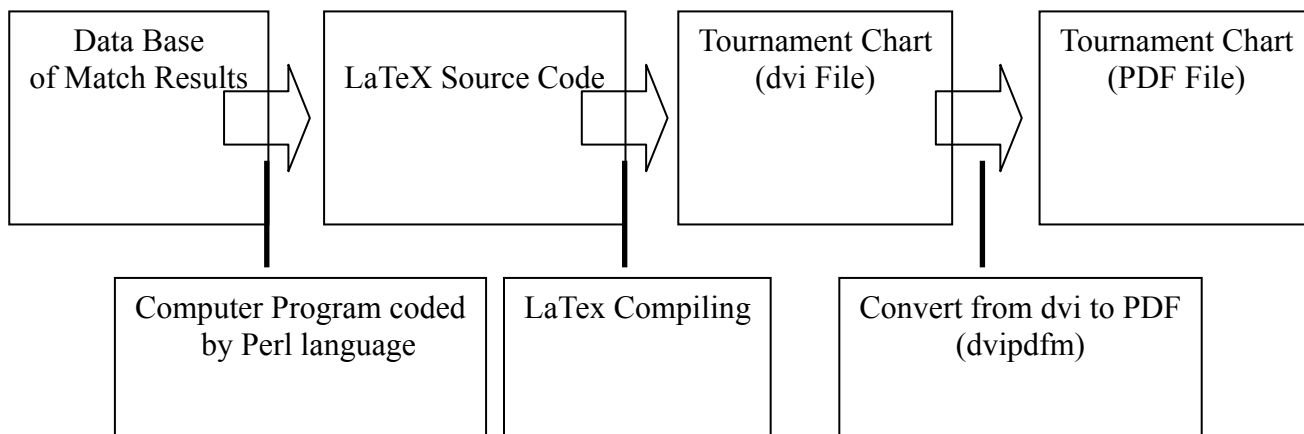 Data Base
of Match Results
LaTeX Source Code
Tournament Chart
(dvi File)
Tournament Chart
(PDF File)
Computer Program coded
by Perl language
LaTex Compiling
Convert from dvi to PDF
(dvipdfm)